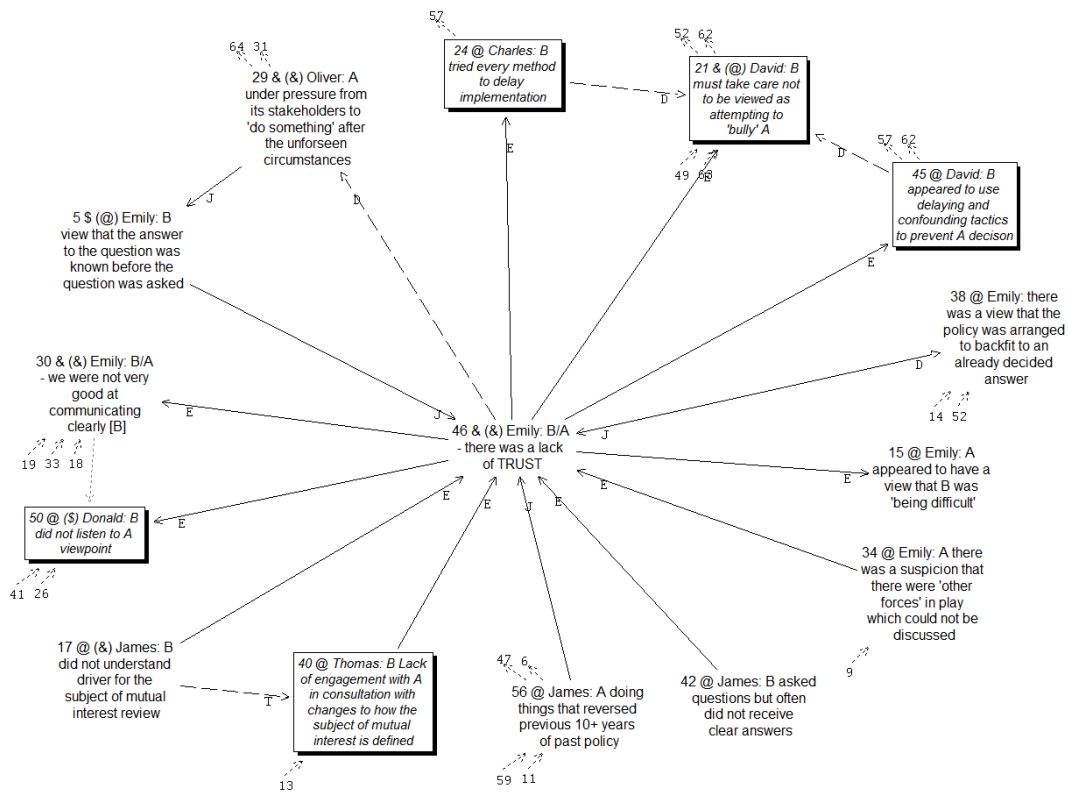 57
24 @ Charles: B
tried every method
to delay
implementation
52 62
21 & (@) David: B
must take care not
to be viewed as
attempting to
'bully' A
64 31
29 & (&) Oliver: A
under pressure from
its stakeholders to
'do something' after
the unforseen
circumstances
D
E
49
E
D
57 62
45 @ David: B
appeared to use
delaying and
confounding tactics
to prevent A decison
J
D
5 $ (@) Emily: B
view that the answer
to the question was
known before the
question was asked
E
38 @ Emily: there
was a view that the
policy was arranged
to backfit to an
already decided
answer
D
14 52
30 & (&) Emily: B/A
- we were not very
good at
communicating
clearly [B]
19 33 18
E
J
46 & (&) Emily: B/A
- there was a lack
of TRUST
J
15 @ Emily: A
appeared to have a
view that B was
'being difficult'
E
50 @ ($) Donald: B
did not listen to A
viewpoint
41 26
E
E
E
J
E
E
34 @ Emily: A there
was a suspicion that
there were 'other
forces' in play
which could not be
discussed
9
17 @ (&) James: B
did not understand
driver for the
subject of mutual
interest review
T
40 @ Thomas: B Lack
of engagement with A
in consultation with
changes to how the
subject of mutual
interest is defined
13
47 6
56 @ James: A doing
things that reversed
previous 10+ years
of past policy
59 11
42 @ James: B asked
questions but often
did not receive
clear answers